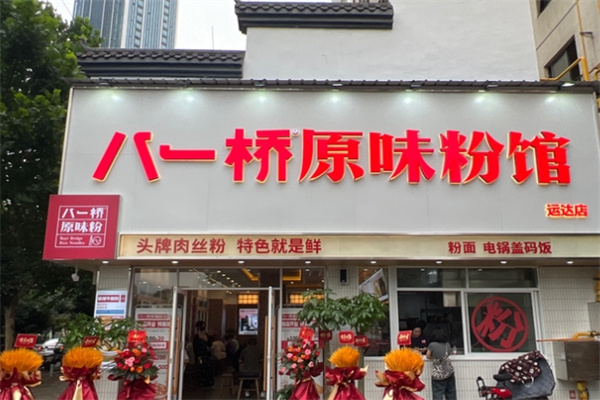 八一桥原味粉馆
运达店
八一桥
原味粉
头牌肉丝粉 特色就是鲜
粉面 电锅盖码饭
粉